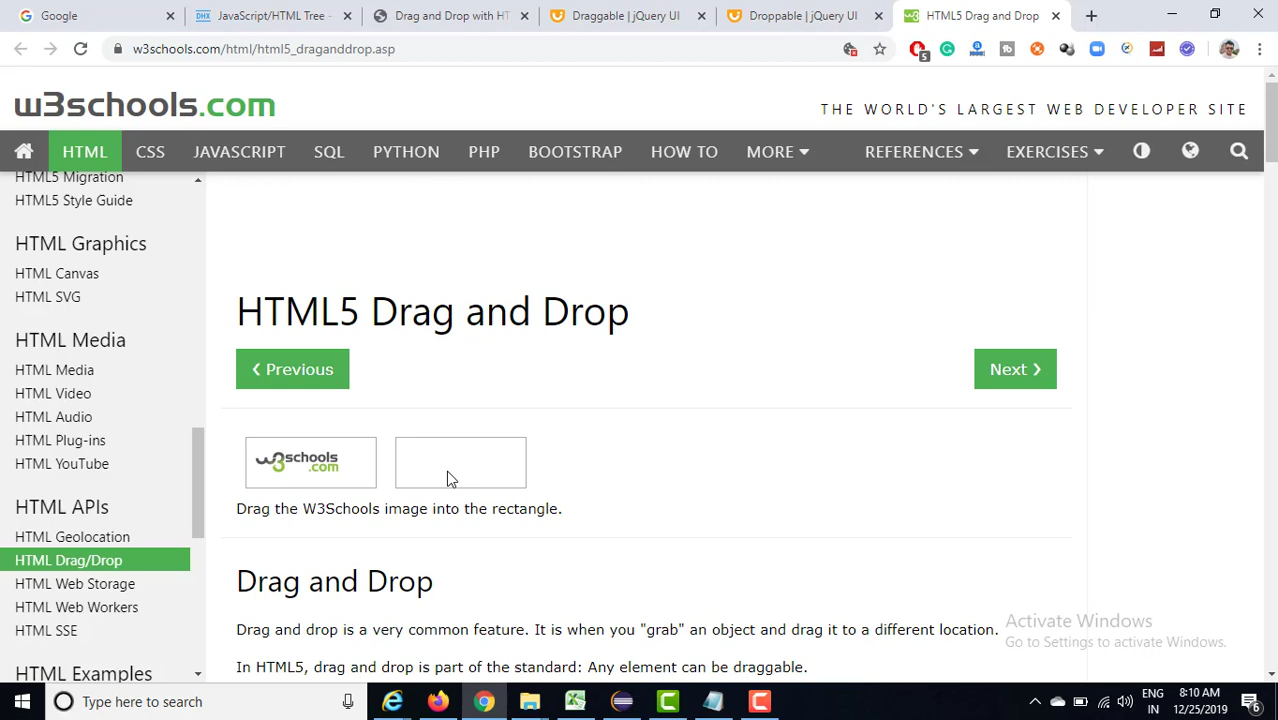 Google
JavaScript/HTML Tree -
Drag and Drop with HT
Draggable | jQuery UI
Droppable | jQuery UI
HTML5 Drag and Drop
w3schools.com/html/html5_draganddrop.asp
5
w3schools.com
THE WORLD'S LARGEST WEB DEVELOPER SITE
HTML CSS JAVASCRIPT SQL PYTHON PHP BOOTSTRAP HOW TO MORE REFERENCES EXERCISES
HTML5 Migration
HTML5 Style Guide
HTML Graphics
HTML Canvas
HTML SVG
HTML Media
HTML Media
HTML Video
HTML Audio
HTML Plug-ins
HTML YouTube
HTML APIs
HTML Geolocation
HTML Drag/Drop
HTML Web Storage
HTML Web Workers
HTML SSE
HTML Examples
HTML5 Drag and Drop
❮ Previous
Next ❯
w3schools.com
Drag the W3Schools image into the rectangle.
Drag and Drop
Drag and drop is a very common feature. It is when you "grab" an object and drag it to a different location.
In HTML5, drag and drop is part of the standard: Any element can be draggable.
Activate Windows
Go to Settings to activate Windows.
Type here to search
ENG
IN
8:10 AM
12/25/2019
6